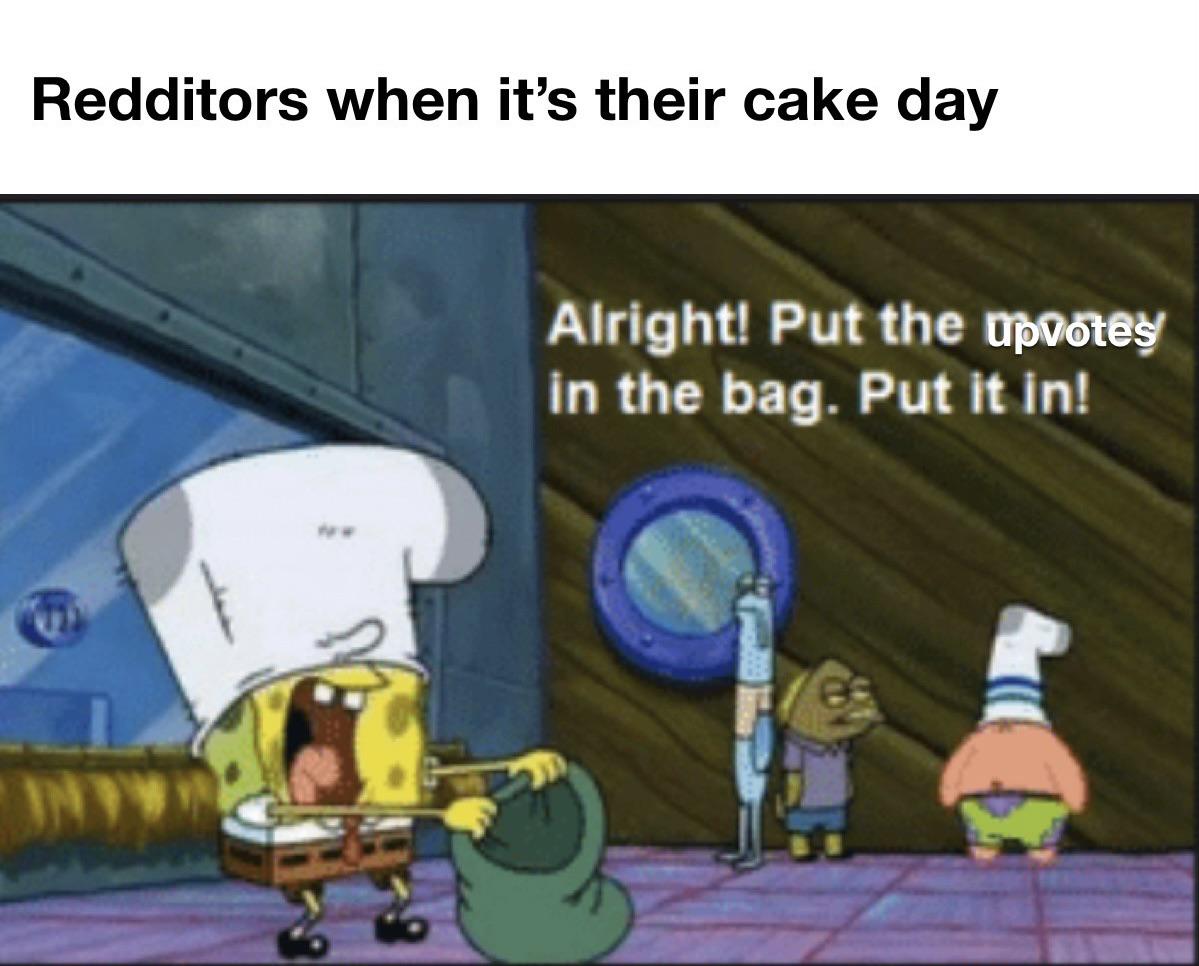 Redditors when it’s their cake day
Alright! Put the upvotes
in the bag. Put it in!